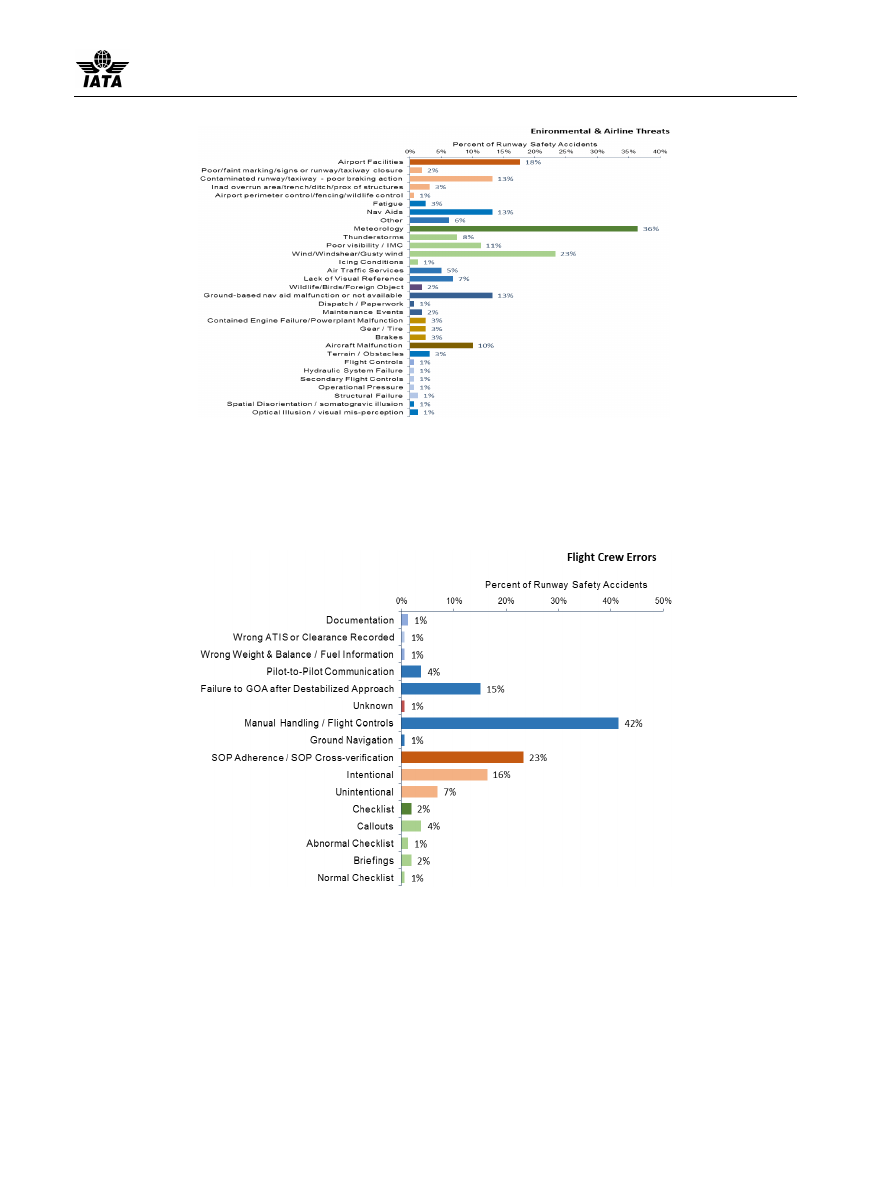 IATA
Enironmental & Airline Threats
Percent of Runway Safety Accidents
0% 5% 10% 15% 20% 25% 30% 35% 40%
Airport Facilities 18%
Poor/faint marking/signs or runway/taxiway closure 2%
Contaminated runway/taxiway - poor braking action 13%
Inad overrun area/trench/ditch/prox of structures 3%
Airport perimeter control/fencing/wildlife control 1%
Fatigue 3%
Nav Aids 13%
Other 6%
Meteorology 36%
Thunderstorms 8%
Poor visibility / IMC 11%
Wind/Windshear/Gusty wind 23%
Icing Conditions 1%
Air Traffic Services 5%
Lack of Visual Reference 7%
Wildlife/Birds/Foreign Object 2%
Ground-based nav aid malfunction or not available 13%
Dispatch / Paperwork 1%
Maintenance Events 2%
Contained Engine Failure/Powerplant Malfunction 3%
Gear / Tire 3%
Brakes 3%
Aircraft Malfunction 10%
Terrain / Obstacles 3%
Flight Controls 1%
Hydraulic System Failure 1%
Secondary Flight Controls 1%
Operational Pressure 1%
Structural Failure 1%
Spatial Disorientation / somatogravic illusion 1%
Optical Illusion / visual mis-perception 1%
Flight Crew Errors
Percent of Runway Safety Accidents
0% 10% 20% 30% 40% 50%
Documentation 1%
Wrong ATIS or Clearance Recorded 1%
Wrong Weight & Balance / Fuel Information 1%
Pilot-to-Pilot Communication 4%
Failure to GOA after Destabilized Approach 15%
Unknown 1%
Manual Handling / Flight Controls 42%
Ground Navigation 1%
SOP Adherence / SOP Cross-verification 23%
Intentional 16%
Unintentional 7%
Checklist 2%
Callouts 4%
Abnormal Checklist 1%
Briefings 2%
Normal Checklist 1%